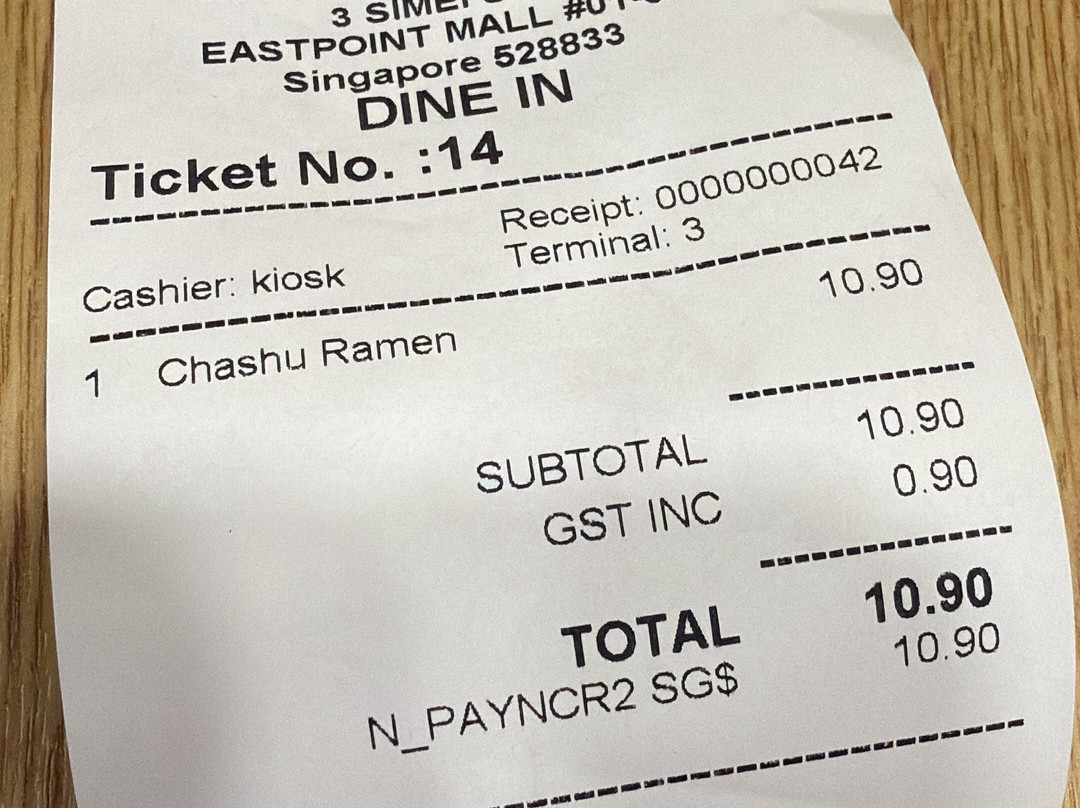 3
EASTPOINT MALL
Singapore 528833
DINE IN
Ticket No. :14
Receipt: 0000000042
Terminal: 3
Cashier: kiosk
1 Chashu Ramen 10.90
SUBTOTAL 10.90
GST INC 0.90
TOTAL 10.90
N_PAYNCR2 SG$ 10.90